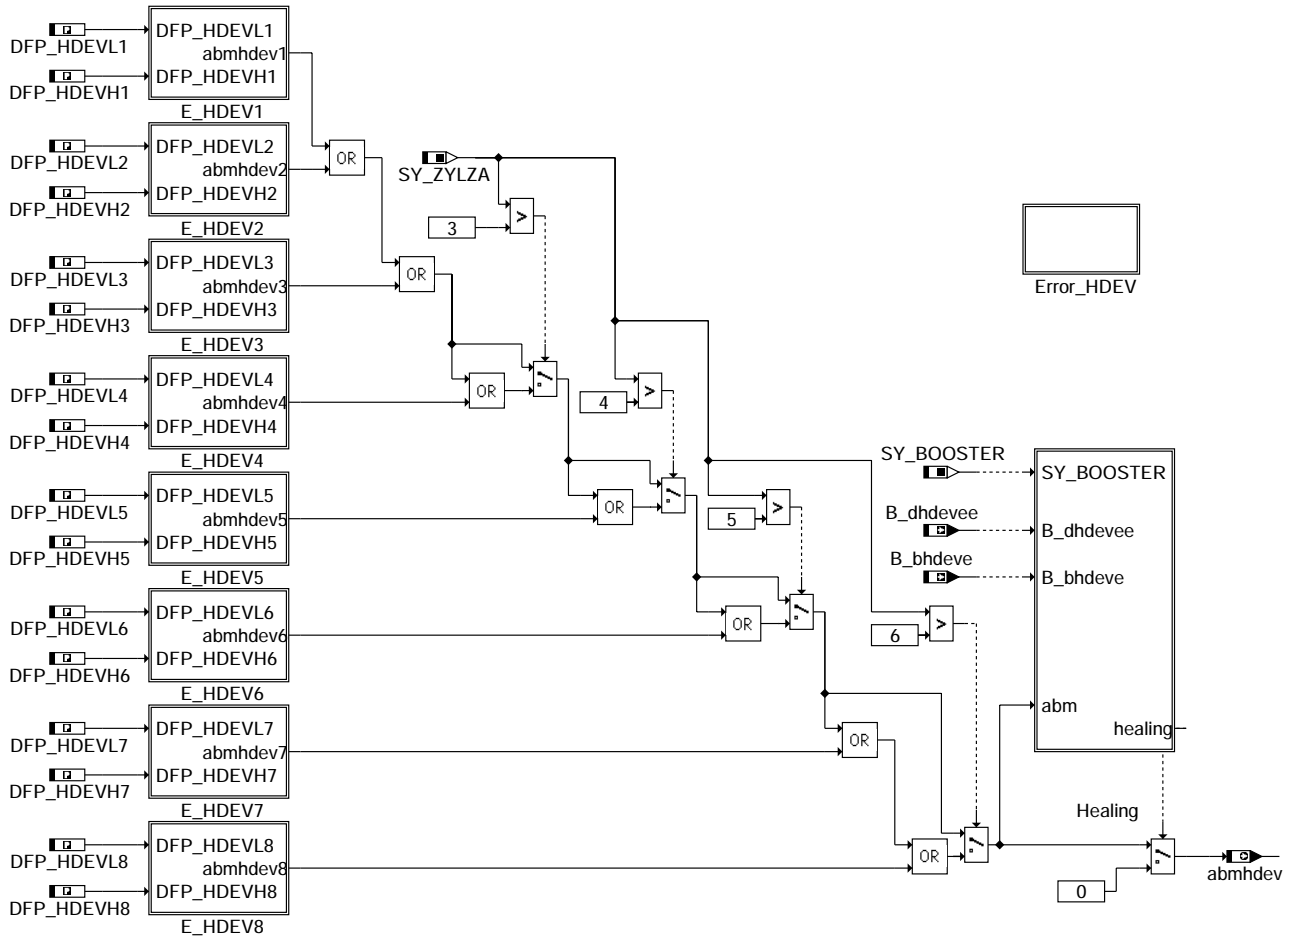 DFP_HDEVL1
DFP_HDEVL1
abmhdev1
DFP_HDEVH1
DFP_HDEVH1
E_HDEV1
DFP_HDEVL2
DFP_HDEVL2
abmhdev2
DFP_HDEVH2
DFP_HDEVH2
E_HDEV2
OR
SY_ZYLZA
3
>
DFP_HDEVL3
DFP_HDEVL3
abmhdev3
DFP_HDEVH3
DFP_HDEVH3
E_HDEV3
OR
Error_HDEV
DFP_HDEVL4
DFP_HDEVL4
abmhdev4
DFP_HDEVH4
DFP_HDEVH4
E_HDEV4
OR
4
>
DFP_HDEVL5
DFP_HDEVL5
abmhdev5
DFP_HDEVH5
DFP_HDEVH5
E_HDEV5
OR
5
>
SY_BOOSTER
SY_BOOSTER
B_dhdevee
B_dhdevee
B_bhdeve
B_bhdeve
DFP_HDEVL6
DFP_HDEVL6
abmhdev6
DFP_HDEVH6
DFP_HDEVH6
E_HDEV6
OR
6
>
abm
healing
DFP_HDEVL7
DFP_HDEVL7
abmhdev7
DFP_HDEVH7
DFP_HDEVH7
E_HDEV7
OR
Healing
DFP_HDEVL8
DFP_HDEVL8
abmhdev8
DFP_HDEVH8
DFP_HDEVH8
E_HDEV8
OR
0
abmhdev